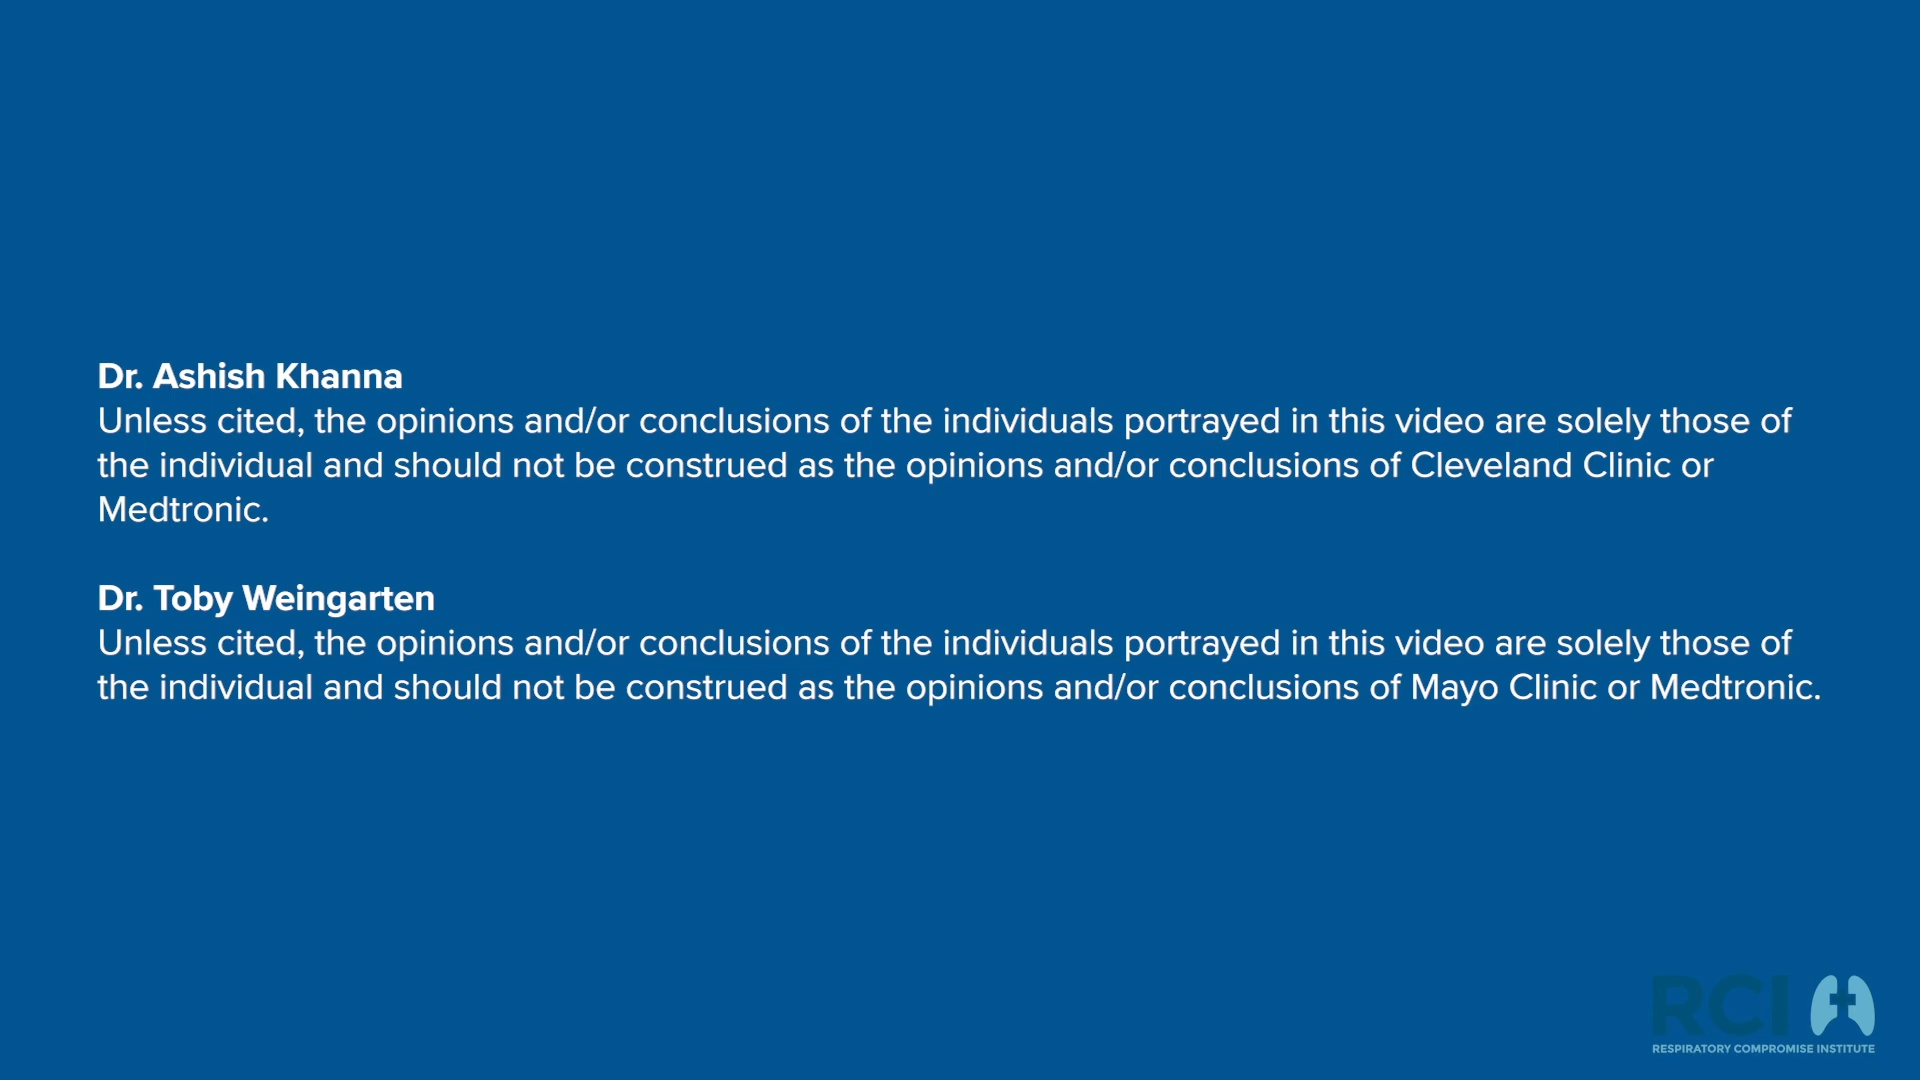 Dr. Ashish Khanna
Unless cited, the opinions and/or conclusions of the individuals portrayed in this video are solely those of
the individual and should not be construed as the opinions and/or conclusions of Cleveland Clinic or
Medtronic.
Dr. Toby Weingarten
Unless cited, the opinions and/or conclusions of the individuals portrayed in this video are solely those of
the individual and should not be construed as the opinions and/or conclusions of Mayo Clinic or Medtronic.
RCI
RESPIRATORY COMPROMISE INSTITUTE